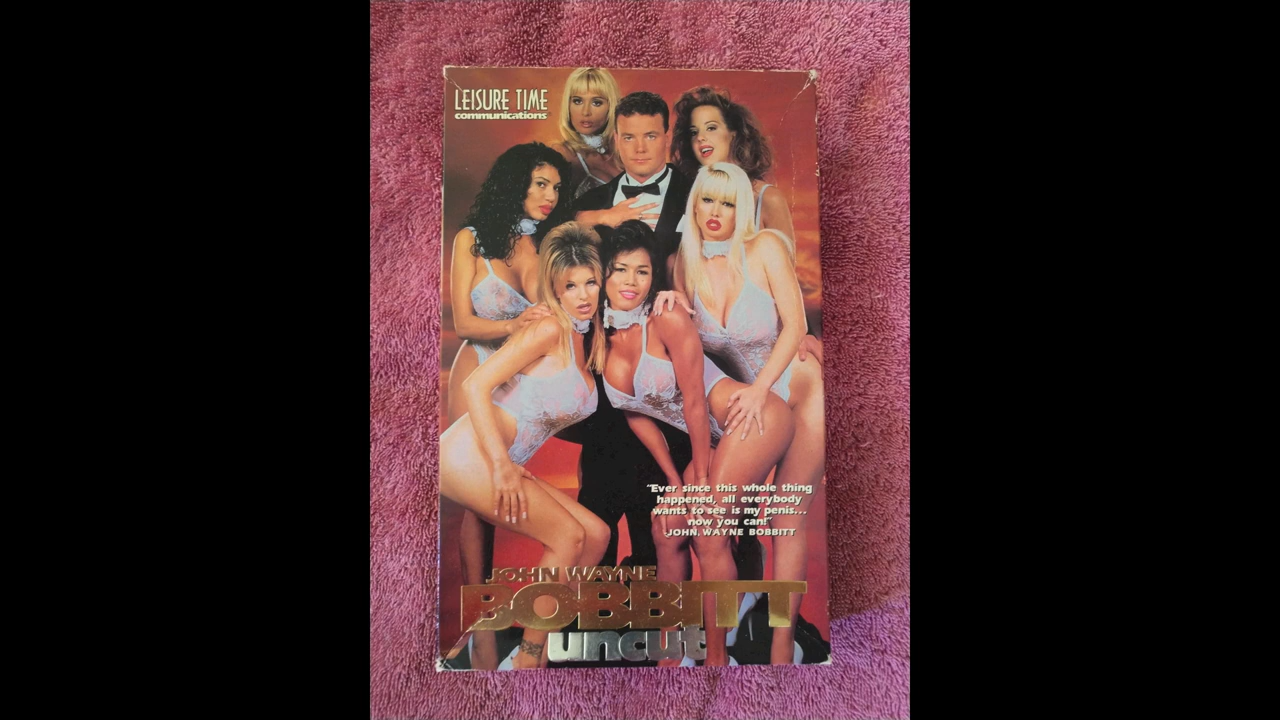 LEISURE TIME
communications
"Ever since this whole thing
happened, all everybody
wants to see is my penis...
now you can!"
-JOHN WAYNE BOBBITT
JOHN WAYNE
BOBBITT
uncut